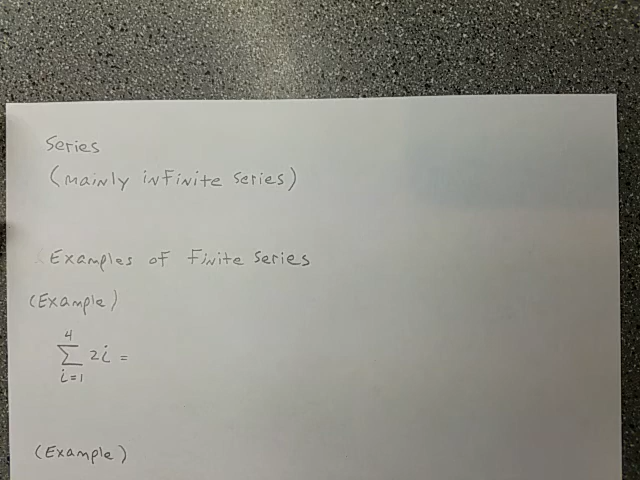 Series
(mainly infinite series)
Examples of Finite Series
(Example)
4
∑ 2i =
i=1
(Example)